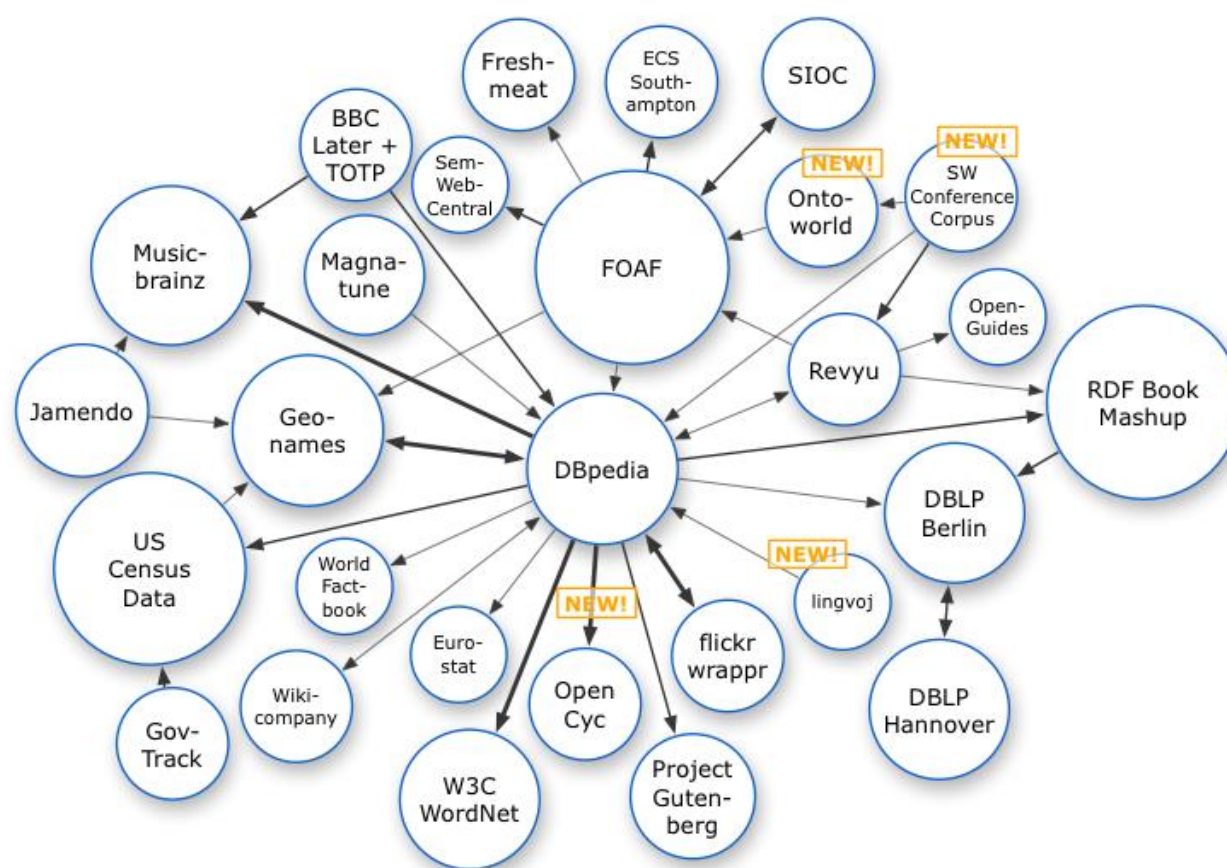 Fresh-
meat
ECS
South-
ampton
SIOC
BBC
Later +
TOTP
NEW!
NEW!
Sem-
Web-
Central
Onto-
world
SW
Conference
Corpus
Music-
brainz
Magna-
tune
FOAF
Open-
Guides
Jamendo
Geo-
names
Revyu
RDF Book
Mashup
DBpedia
US
Census
Data
DBLP
Berlin
World
Fact-
book
NEW!
NEW!
lingvoj
Euro-
stat
flickr
wrappr
Wiki-
company
Open
Cyc
DBLP
Hannover
Gov-
Track
W3C
WordNet
Project
Guten-
berg